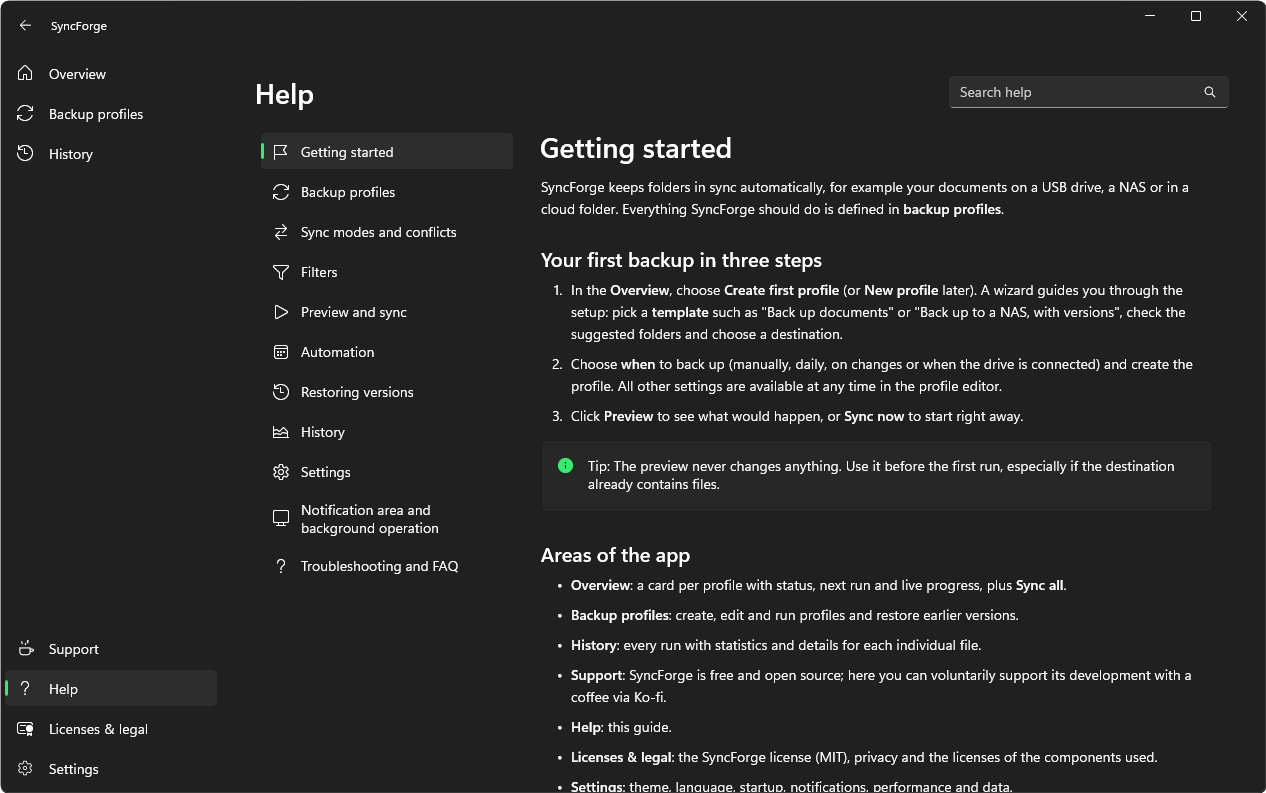 SyncForge
Overview
Backup profiles
History
Support
Help
Licenses & legal
Settings
Help
Search help
Getting started
Backup profiles
Sync modes and conflicts
Filters
Preview and sync
Automation
Restoring versions
History
Settings
Notification area and
background operation
Troubleshooting and FAQ
Getting started
SyncForge keeps folders in sync automatically, for example your documents on a USB drive, a NAS or in a
cloud folder. Everything SyncForge should do is defined in backup profiles.
Your first backup in three steps
1. In the Overview, choose Create first profile (or New profile later). A wizard guides you through the
setup: pick a template such as "Back up documents" or "Back up to a NAS, with versions", check the
suggested folders and choose a destination.
2. Choose when to back up (manually, daily, on changes or when the drive is connected) and create the
profile. All other settings are available at any time in the profile editor.
3. Click Preview to see what would happen, or Sync now to start right away.
Tip: The preview never changes anything. Use it before the first run, especially if the destination
already contains files.
Areas of the app
• Overview: a card per profile with status, next run and live progress, plus Sync all.
• Backup profiles: create, edit and run profiles and restore earlier versions.
• History: every run with statistics and details for each individual file.
• Support: SyncForge is free and open source; here you can voluntarily support its development with a
coffee via Ko-fi.
• Help: this guide.
• Licenses & legal: the SyncForge license (MIT), privacy and the licenses of the components used.
• Settings: theme, language, startup, notifications, performance and data.